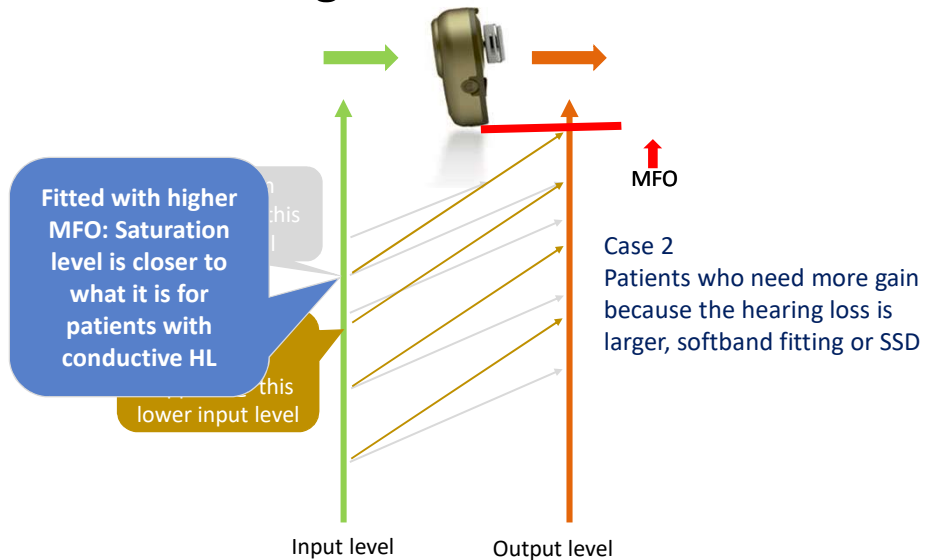 MFO
Fitted with higher
MFO: Saturation
level is closer to
what it is for
patients with
conductive HL
this
this
lower input level
Case 2
Patients who need more gain
because the hearing loss is
larger, softband fitting or SSD
Input level
Output level